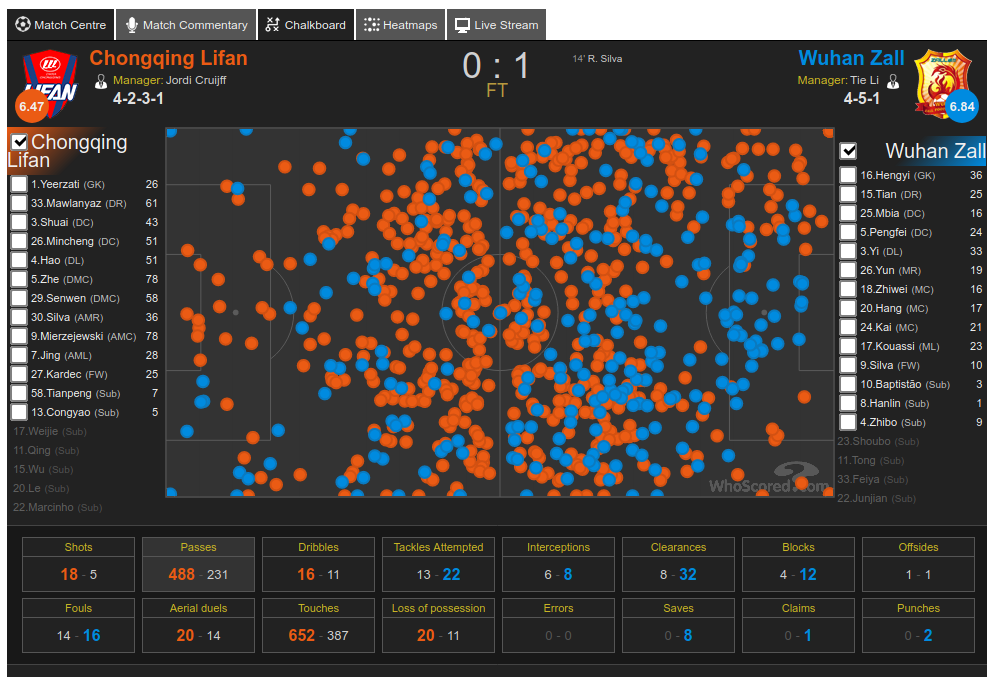 Match Centre
Match Commentary
Chalkboard
Heatmaps
Live Stream
Chongqing Lifan
Manager: Jordi Cruijff
4-2-3-1
LIFAN
6.47
0 : 1
FT
14' R. Silva
Wuhan Zall
Manager: Tie Li
4-5-1
6.84
Chongqing
Lifan
1.Yeerzati (GK) 26
33.Mawlanyaz (DR) 61
3.Shuai (DC) 43
26.Mincheng (DC) 51
4.Hao (DL) 51
5.Zhe (DMC) 78
29.Senwen (DMC) 58
30.Silva (AMR) 36
9.Mierzejewski (AMC) 78
7.Jing (AML) 28
27.Kardec (FW) 25
58.Tianpeng (Sub) 7
13.Congyao (Sub) 5
17.Weijie (Sub)
11.Qing (Sub)
15.Wu (Sub)
20.Le (Sub)
22.Marcinho (Sub)
WhoScored.com
Wuhan Zall
16.Hengyi (GK) 36
15.Tian (DR) 25
25.Mbia (DC) 16
5.Pengfei (DC) 24
3.Yi (DL) 33
26.Yun (MR) 19
18.Zhiwei (MC) 16
20.Hang (MC) 17
24.Kai (MC) 21
17.Kouassi (ML) 23
9.Silva (FW) 10
10.Baptistão (Sub) 3
8.Hanlin (Sub) 1
4.Zhibo (Sub) 9
23.Shoubo (Sub)
11.Tong (Sub)
33.Feiya (Sub)
22.Junjian (Sub)
Shots
18 - 5
Passes
488 - 231
Dribbles
16 - 11
Tackles Attempted
13 - 22
Interceptions
6 - 8
Clearances
8 - 32
Blocks
4 - 12
Offsides
1 - 1
Fouls
14 - 16
Aerial duels
20 - 14
Touches
652 - 387
Loss of possession
20 - 11
Errors
0 - 0
Saves
0 - 8
Claims
0 - 1
Punches
0 - 2